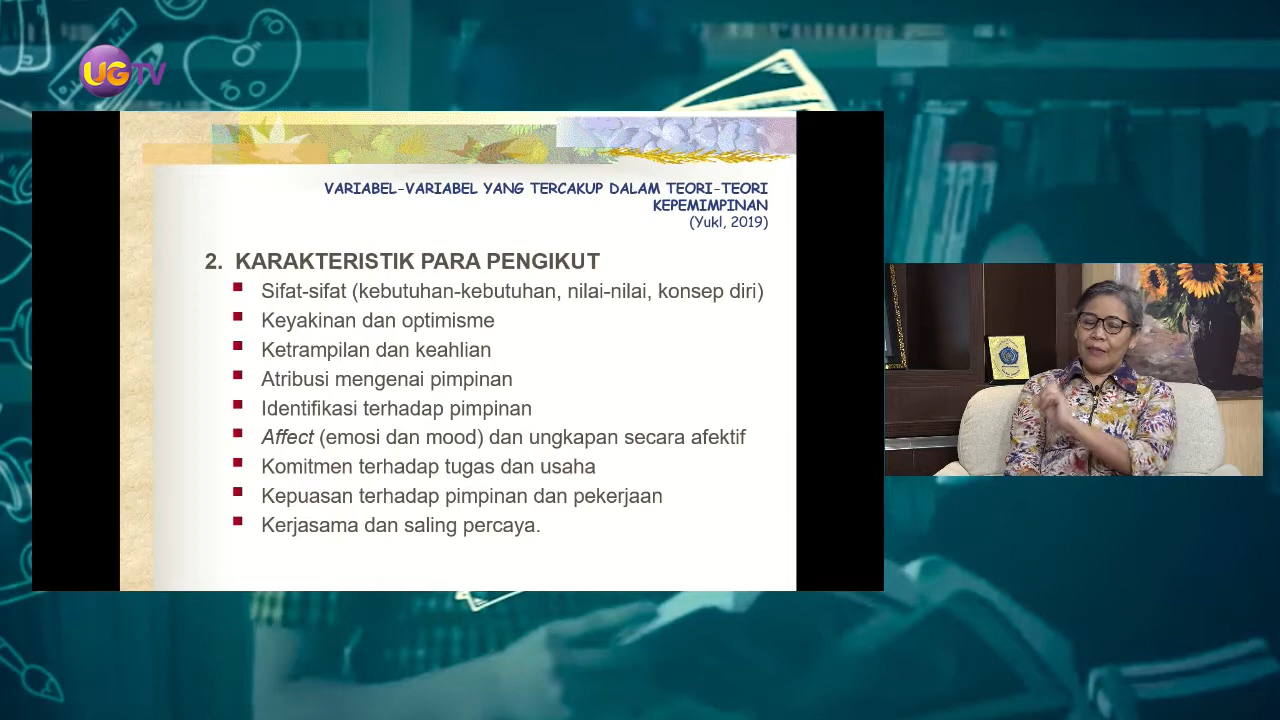 UGTV
VARIABEL-VARIABEL YANG TERCAKUP DALAM TEORI-TEORI
KEPEMIMPINAN
(Yukl, 2019)
2. KARAKTERISTIK PARA PENGIKUT
Sifat-sifat (kebutuhan-kebutuhan, nilai-nilai, konsep diri)
Keyakinan dan optimisme
Ketrampilan dan keahlian
Atribusi mengenai pimpinan
Identifikasi terhadap pimpinan
Affect (emosi dan mood) dan ungkapan secara afektif
Komitmen terhadap tugas dan usaha
Kepuasan terhadap pimpinan dan pekerjaan
Kerjasama dan saling percaya.